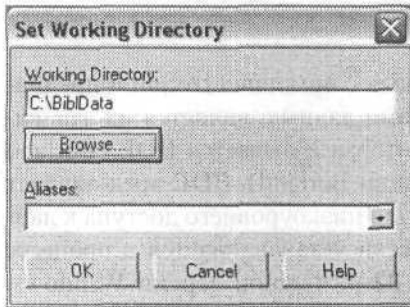 Set Working Directory
Working Directory:
C:\BiblData
Browse...
Aliases:
OK
Cancel
Help